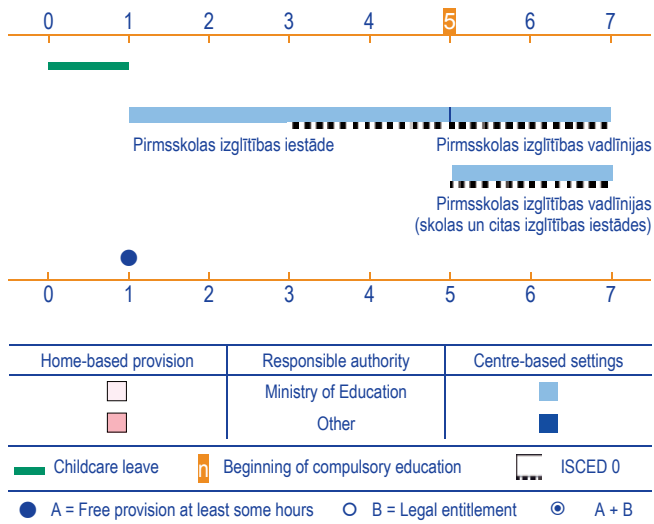 0 1 2 3 4 5 6 7
Pirmsskolas izglītības iestāde Pirmsskolas izglītības vadlīnijas
Pirmsskolas izglītības vadlīnijas
(skolas un citas izglītības iestādes)
0 1 2 3 4 5 6 7
Home-based provision Responsible authority Centre-based settings
Ministry of Education
Other
Childcare leave n Beginning of compulsory education ISCED 0
A = Free provision at least some hours B = Legal entitlement A + B